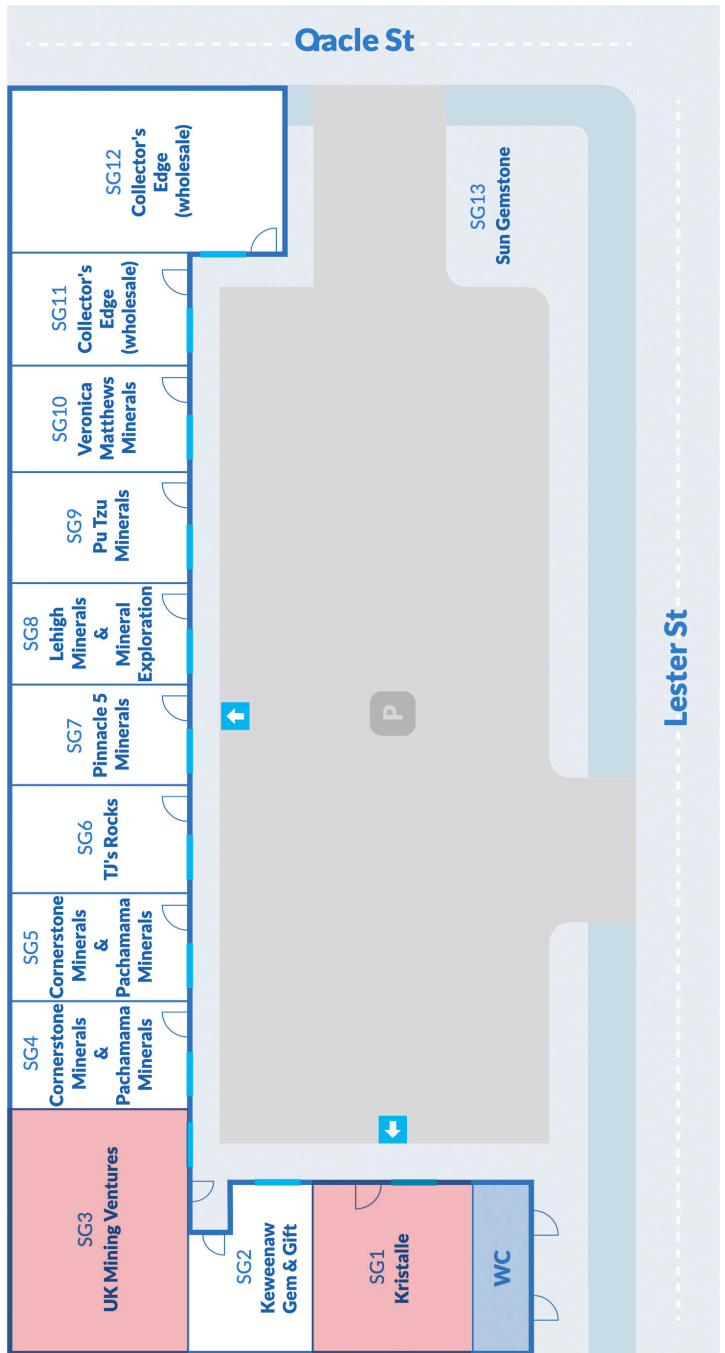 Oracle St
SG12
Collector's
Edge
(wholesale)
SG13
Sun Gemstone
SG11
Collector's
Edge
(wholesale)
SG10
Veronica
Matthews
Minerals
SG9
Pu Tzu
Minerals
SG8
Lehigh
Minerals
&
Mineral
Exploration
Lester St
SG7
Pinnacle 5
Minerals
P
SG6
TJ's Rocks
SG5
Cornerstone
Minerals
&
Pachamama
Minerals
SG4
Cornerstone
Minerals
&
Pachamama
Minerals
SG3
UK Mining Ventures
SG2
Keweenaw
Gem & Gift
SG1
Kristalle
WC